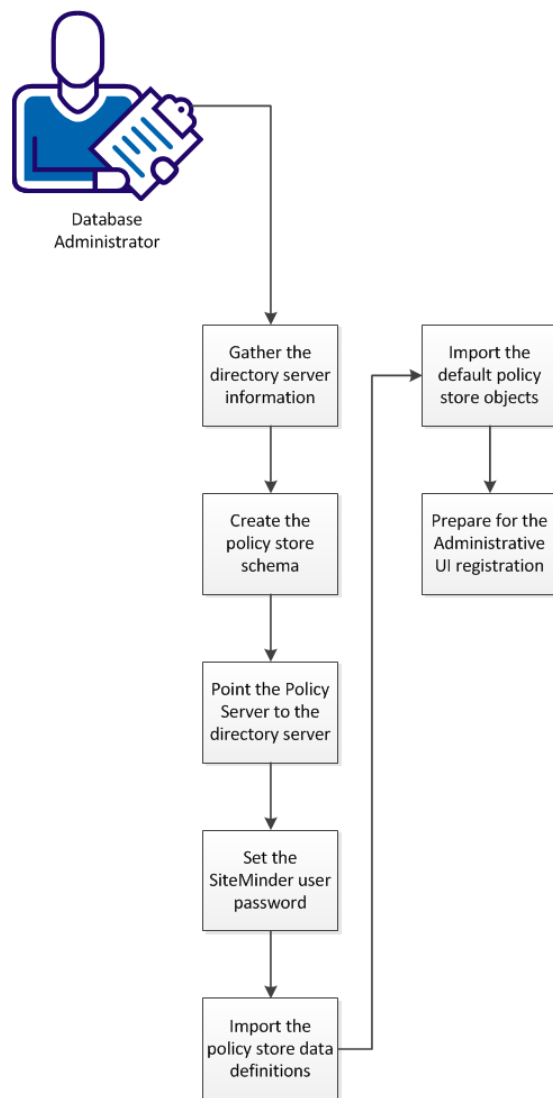 Database
Administrator
Gather the
directory server
information
Create the
policy store
schema
Point the Policy
Server to the
directory server
Set the
SiteMinder user
password
Import the
policy store data
definitions
Import the
default policy
store objects
Prepare for the
Administrative
UI registration